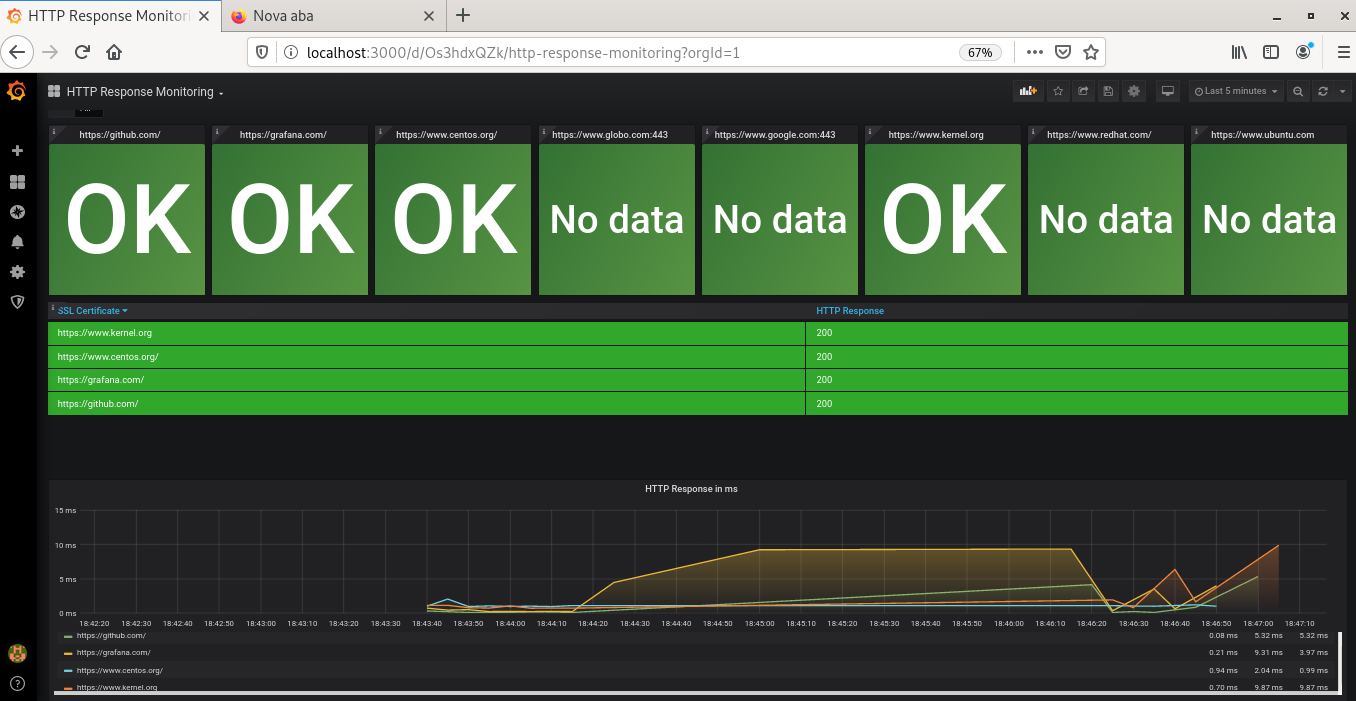 HTTP Response Monitorin
Nova aba
localhost:3000/d/Os3hdxQZk/http-response-monitoring?orgId=1
67%
HTTP Response Monitoring
Last 5 minutes
https://github.com/
https://grafana.com/
https://www.centos.org/
https://www.globo.com:443
https://www.google.com:443
https://www.kernel.org
https://www.redhat.com/
https://www.ubuntu.com
OK
OK
OK
No data
No data
OK
No data
No data
SSL Certificate
HTTP Response
https://www.kernel.org 200
https://www.centos.org/ 200
https://grafana.com/ 200
https://github.com/ 200
HTTP Response in ms
15 ms
10 ms
5 ms
0 ms
18:42:20 18:42:30 18:42:40 18:42:50 18:43:00 18:43:10 18:43:20 18:43:30 18:43:40 18:43:50 18:44:00 18:44:10 18:44:20 18:44:30 18:44:40 18:44:50 18:45:00 18:45:10 18:45:20 18:45:30 18:45:40 18:45:50 18:46:00 18:46:10 18:46:20 18:46:30 18:46:40 18:46:50 18:47:00 18:47:10
https://github.com/ 0.08 ms 5.32 ms 5.32 ms
https://grafana.com/ 0.21 ms 9.31 ms 3.97 ms
https://www.centos.org/ 0.94 ms 2.04 ms 0.99 ms
https://www.kernel.org 0.70 ms 9.87 ms 9.87 ms